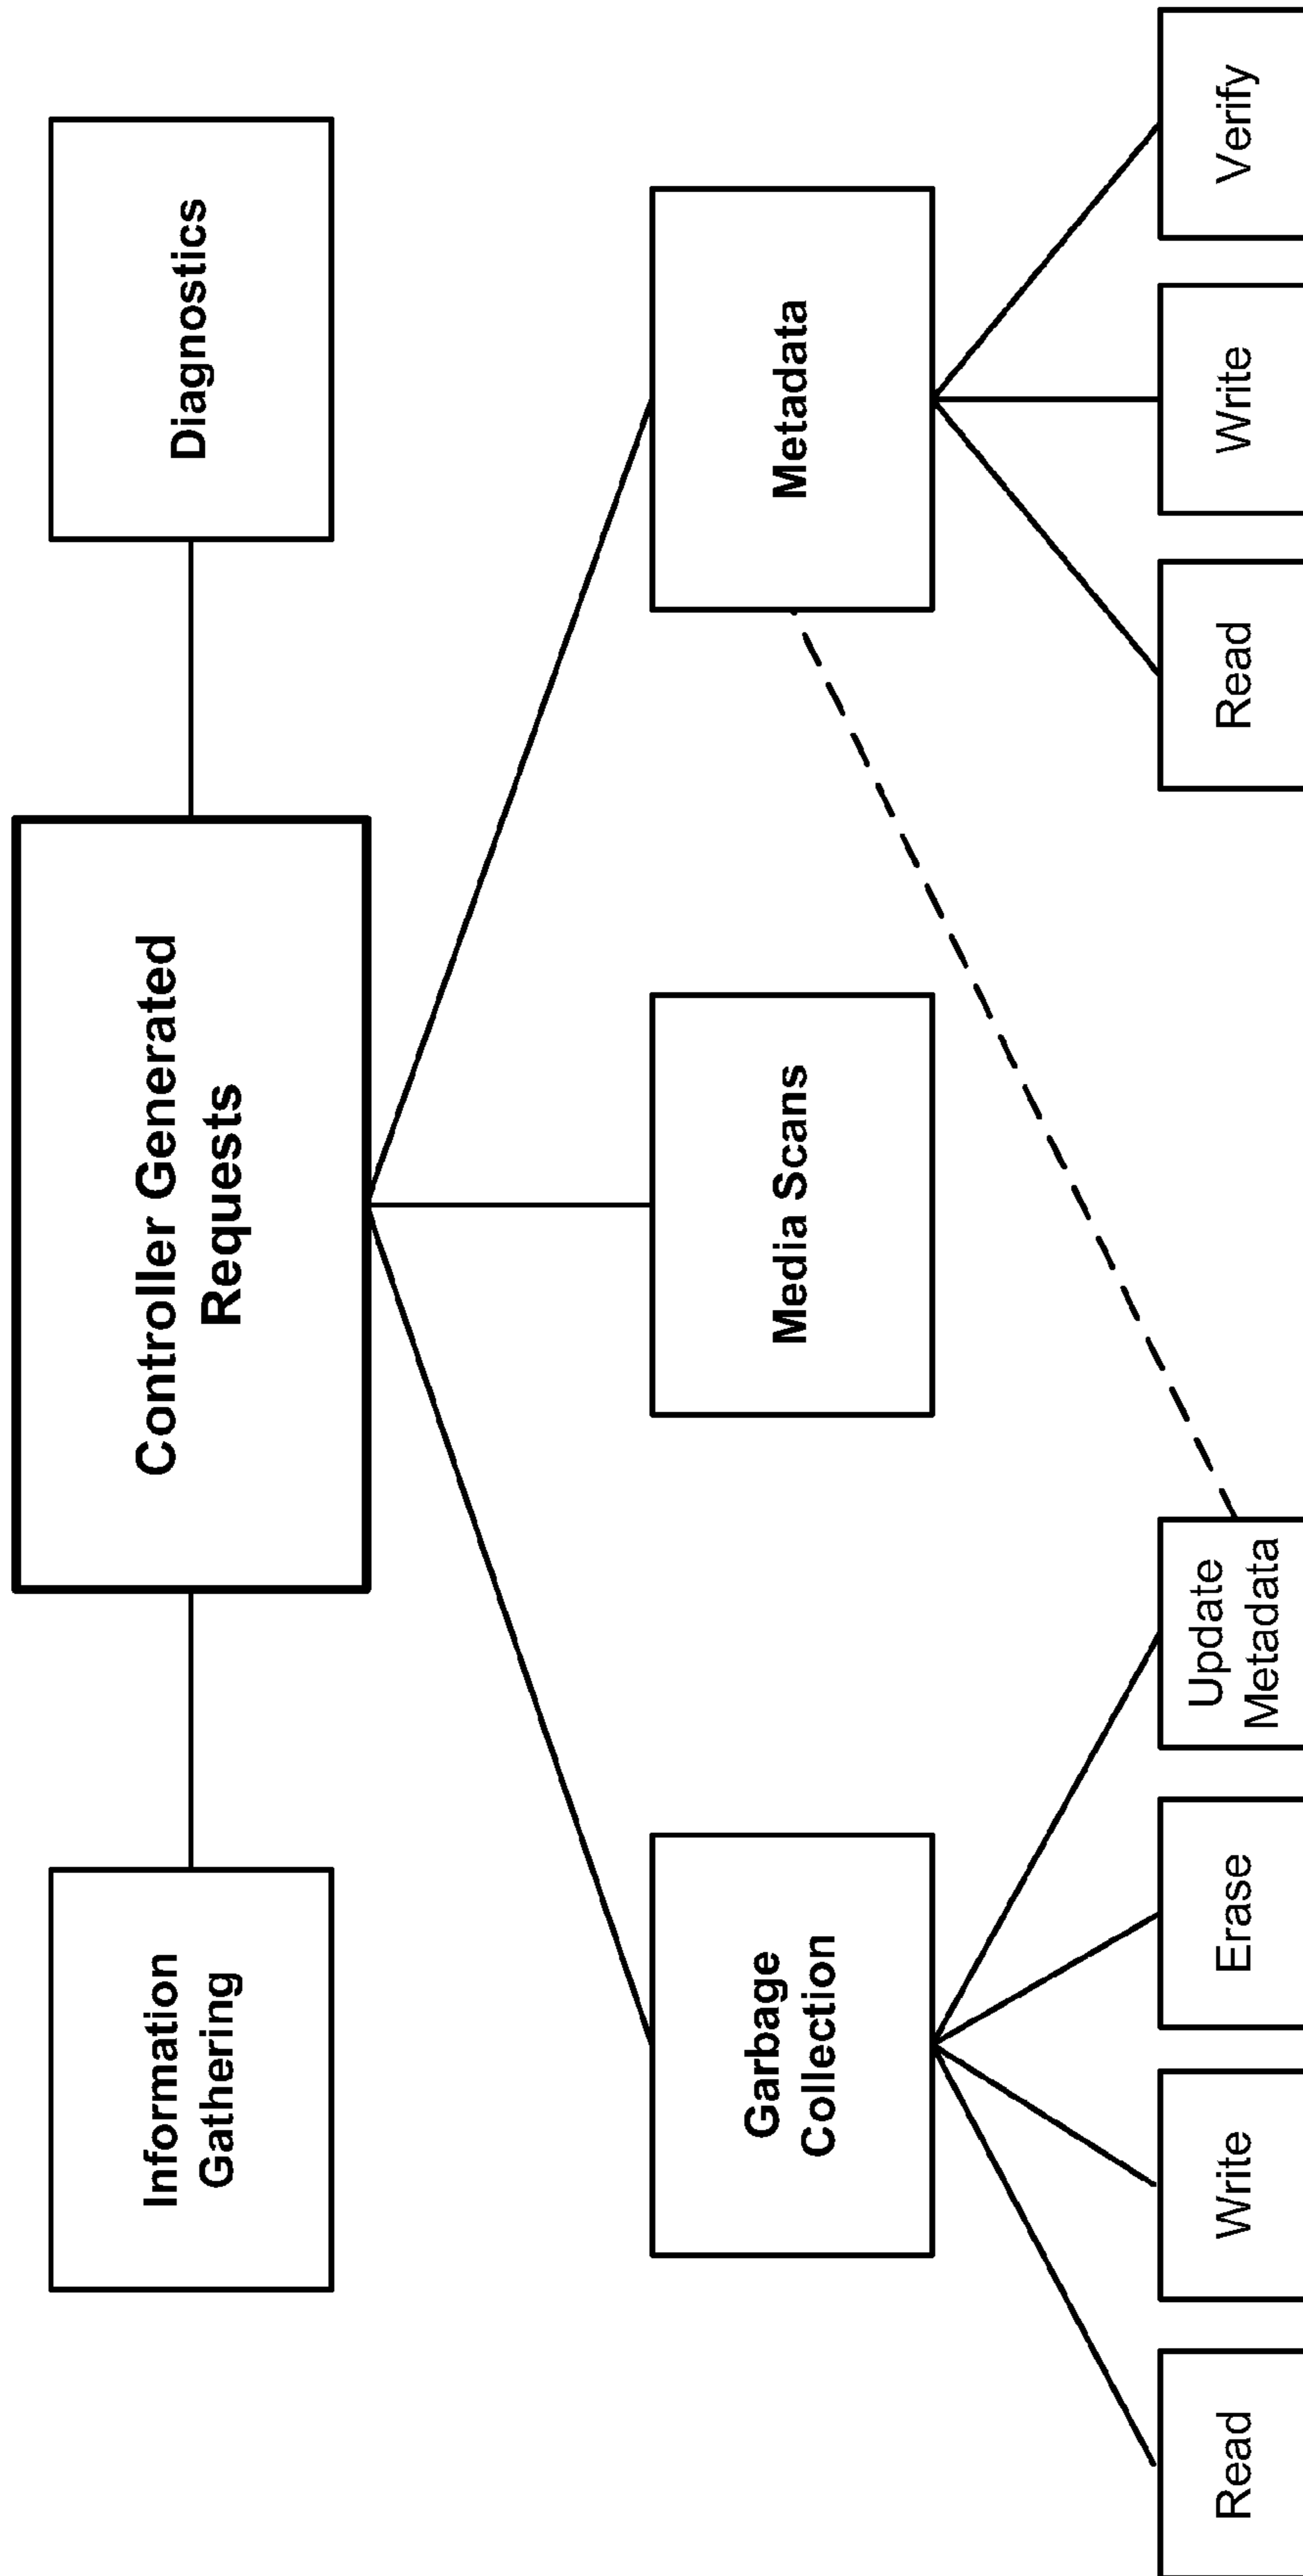 Information
Gathering
Controller Generated
Requests
Diagnostics
Garbage
Collection
Media Scans
Metadata
Read
Write
Erase
Update
Metadata
Read
Write
Verify